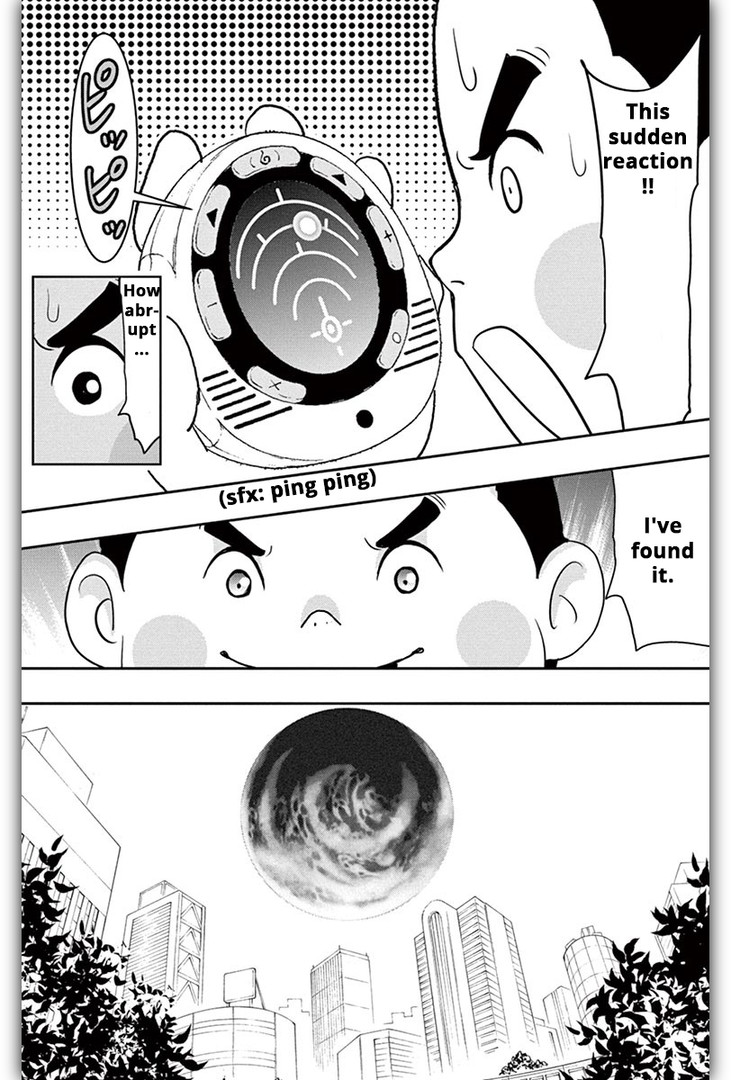 This
sudden
reaction
!!
ピッピッ
How
abr-
upt
...
(sfx: ping ping)
I've
found
it.